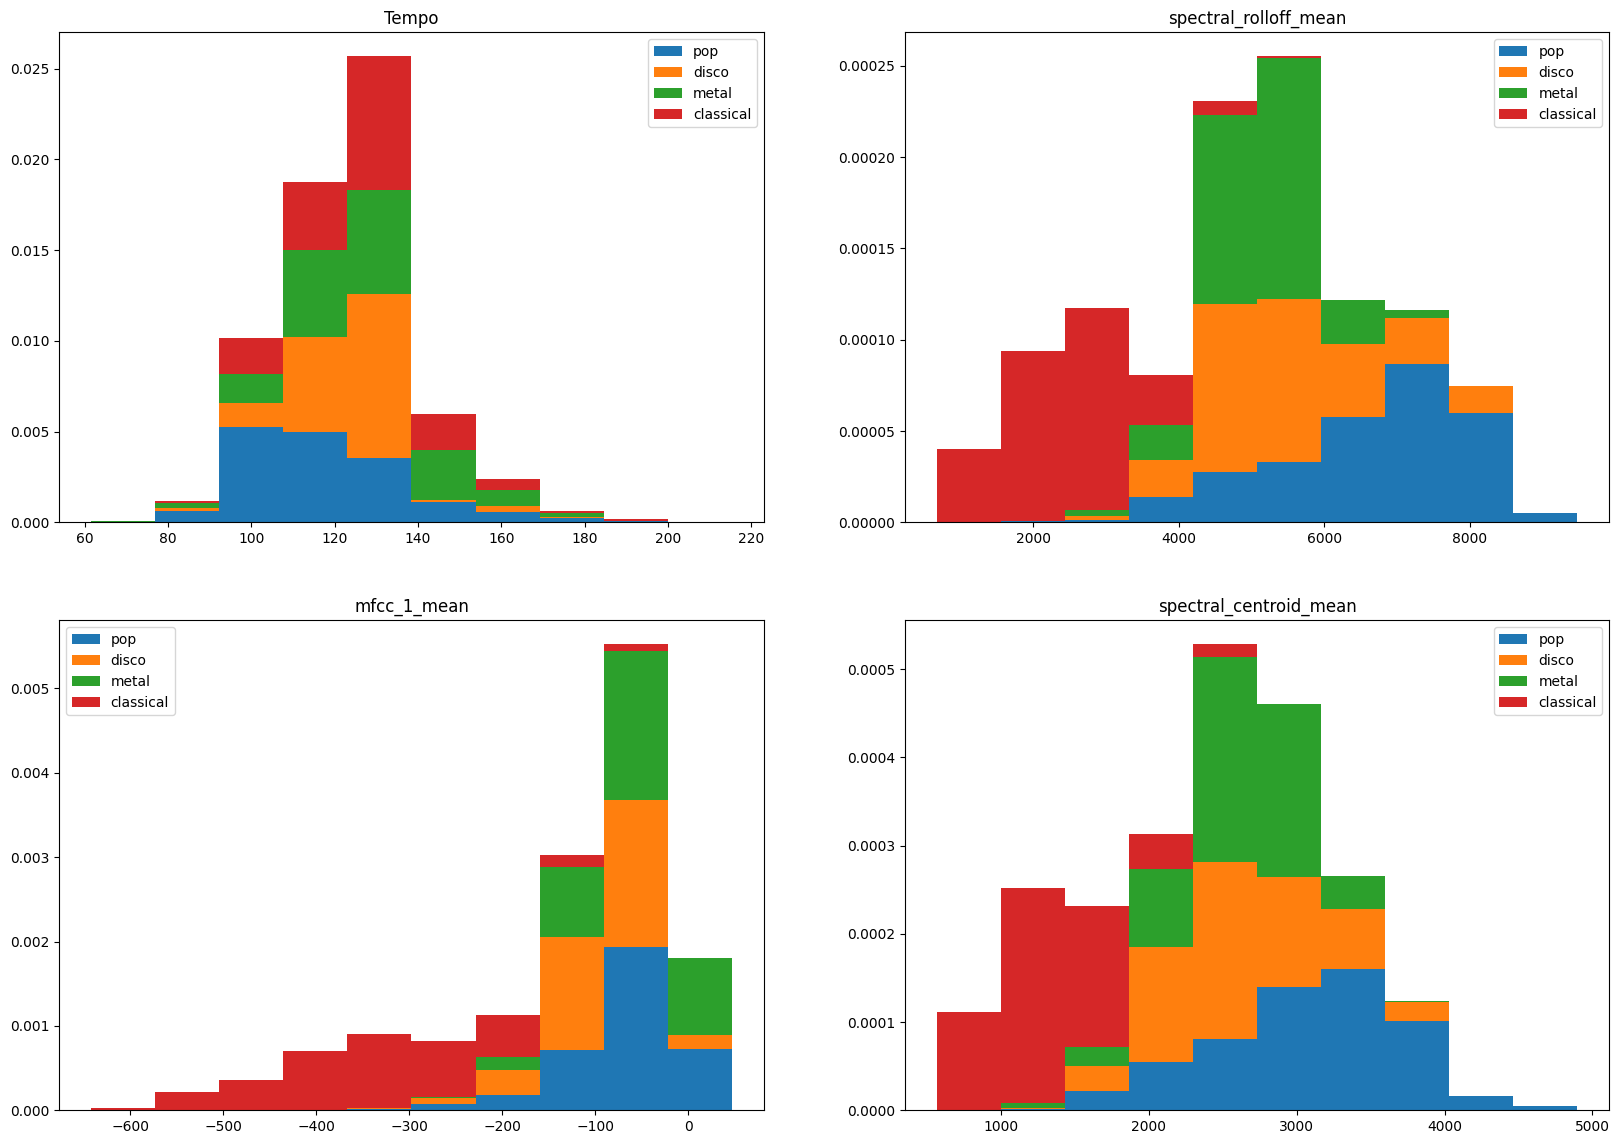 Tempo
pop
disco
metal
classical
0.025
0.020
0.015
0.010
0.005
0.000
60 80 100 120 140 160 180 200 220
spectral_rolloff_mean
pop
disco
metal
classical
0.00025
0.00020
0.00015
0.00010
0.00005
0.00000
2000 4000 6000 8000
mfcc_1_mean
pop
disco
metal
classical
0.005
0.004
0.003
0.002
0.001
0.000
−600 −500 −400 −300 −200 −100 0
spectral_centroid_mean
pop
disco
metal
classical
0.0005
0.0004
0.0003
0.0002
0.0001
0.0000
1000 2000 3000 4000 5000